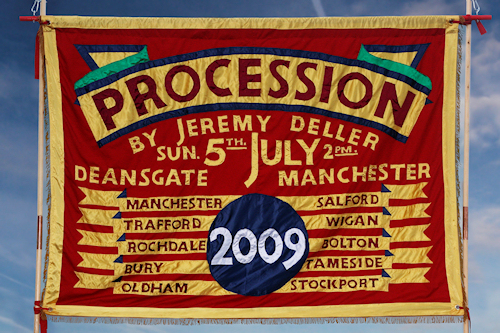 PROCESSION
BY JEREMY DELLER
SUN. 5TH. JULY 2PM.
DEANSGATE MANCHESTER
MANCHESTER SALFORD
TRAFFORD WIGAN
ROCHDALE 2009 BOLTON
BURY TAMESIDE
OLDHAM STOCKPORT